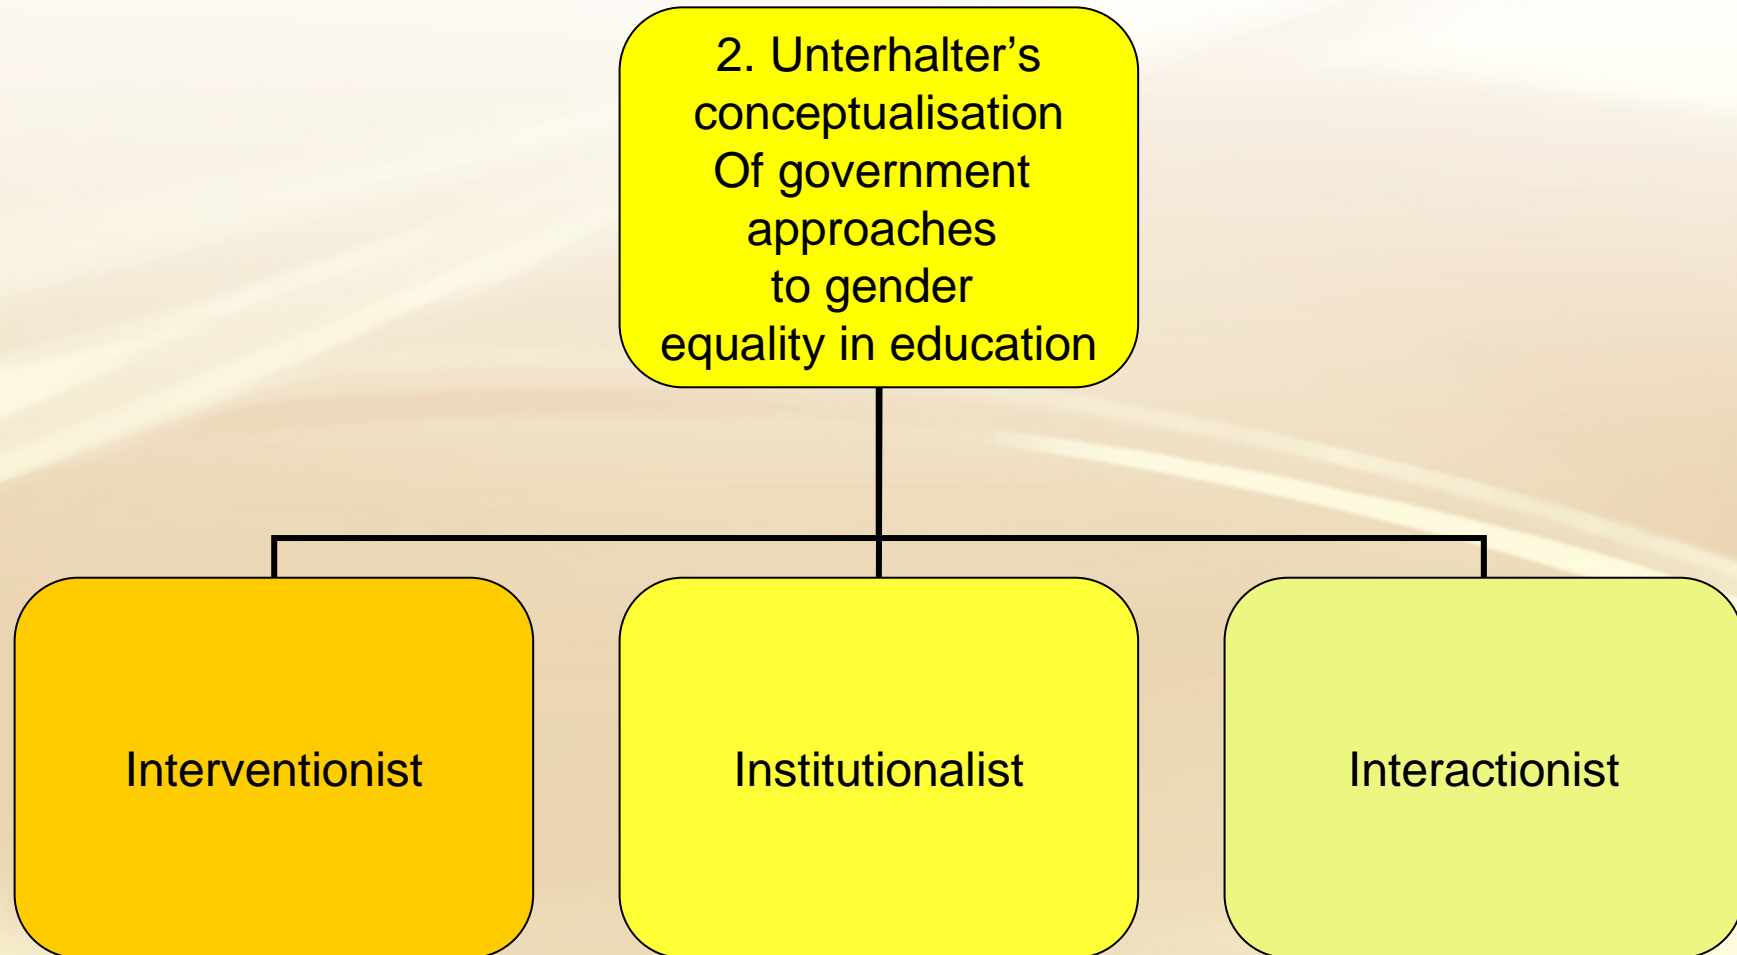 2. Unterhalter’s
conceptualisation
Of government
approaches
to gender
equality in education
Interventionist
Institutionalist
Interactionist